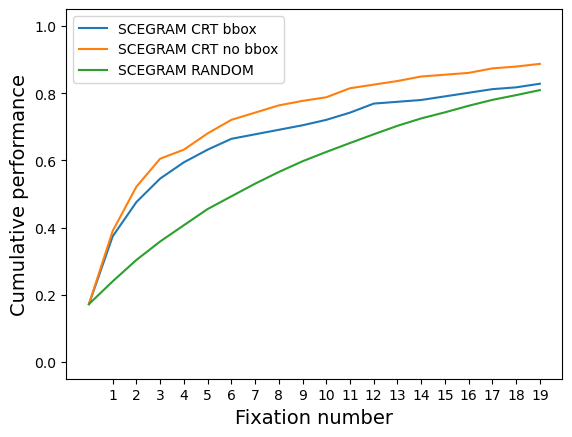 SCEGRAM CRT bbox
SCEGRAM CRT no bbox
SCEGRAM RANDOM
Cumulative performance
1.0
0.8
0.6
0.4
0.2
0.0
1 2 3 4 5 6 7 8 9 10 11 12 13 14 15 16 17 18 19
Fixation number